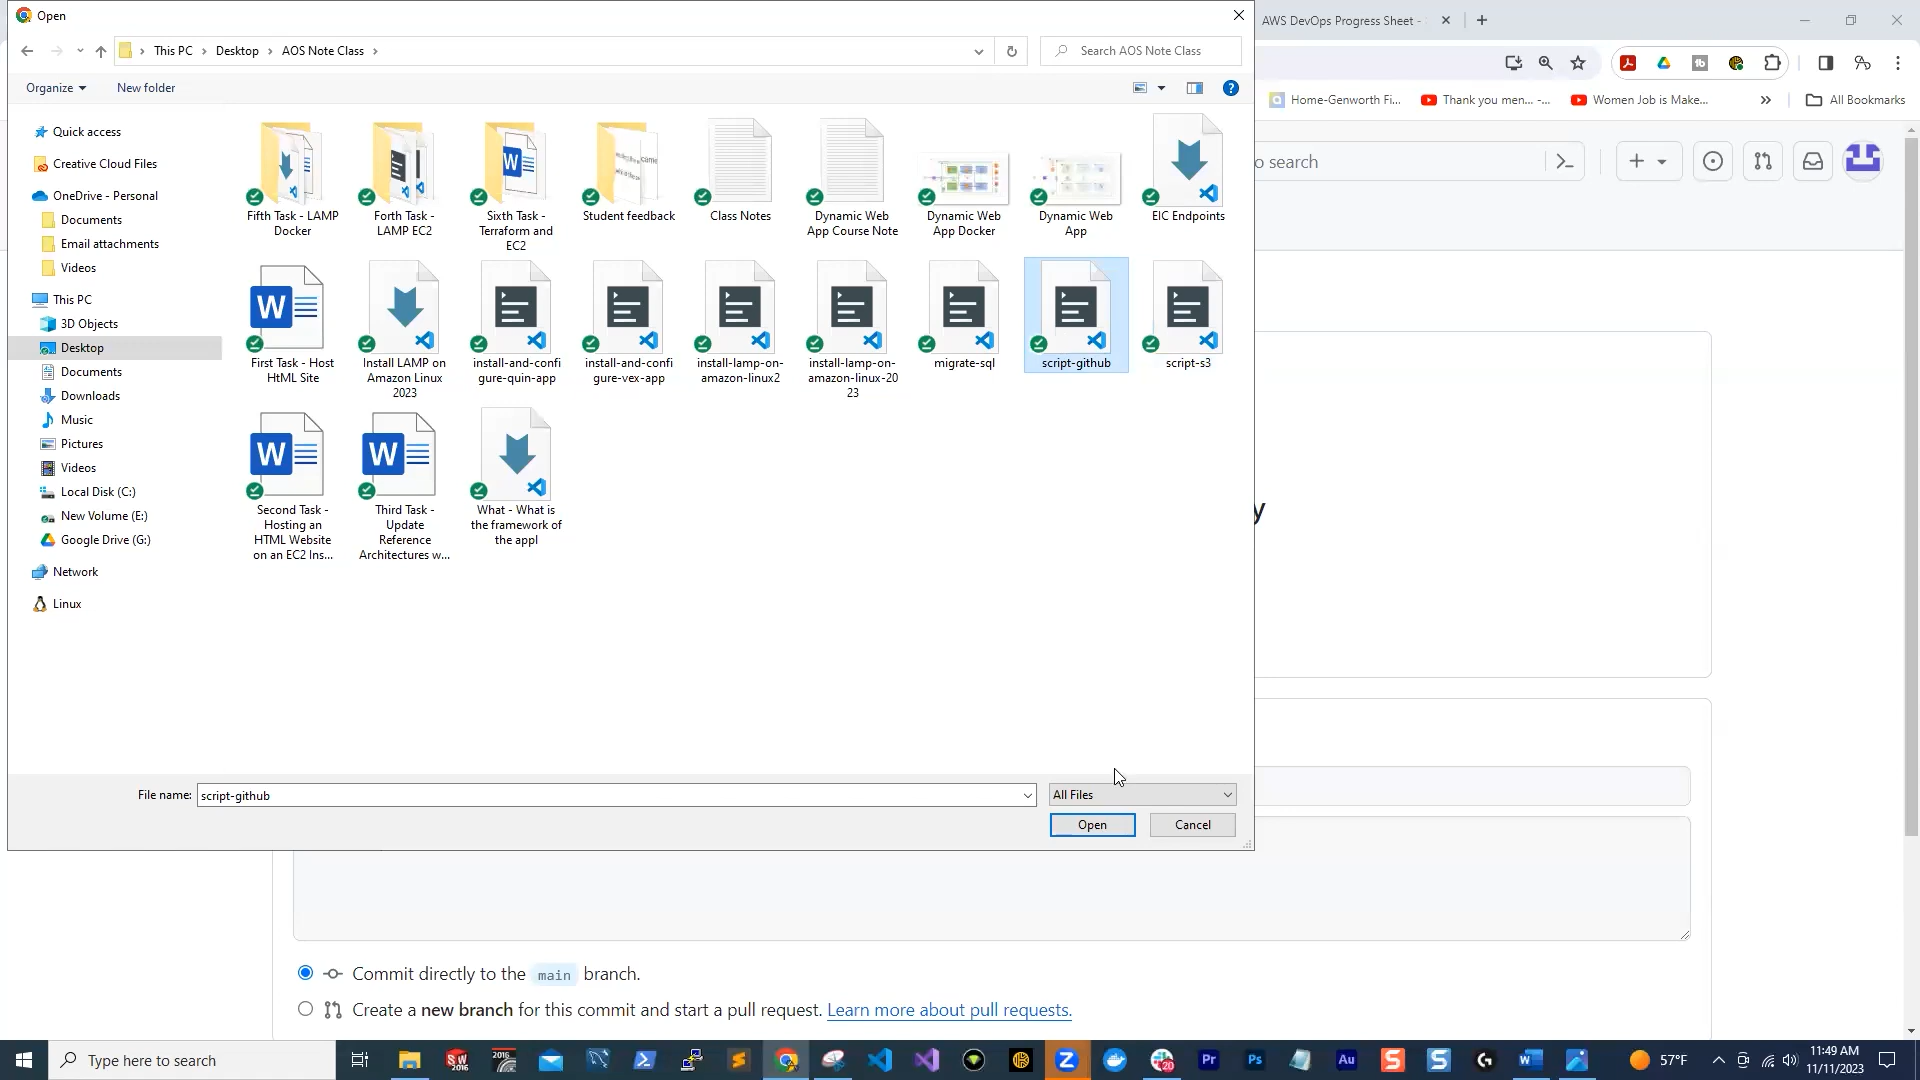 Open
AWS DevOps Progress Sheet -
This PC
Desktop
AOS Note Class
Search AOS Note Class
Organize
New folder
Home-Genworth Fi...
Thank you men... -...
Women Job is Make...
All Bookmarks
Quick access
Creative Cloud Files
OneDrive - Personal
Documents
Email attachments
Videos
This PC
3D Objects
Desktop
Documents
Downloads
Music
Pictures
Videos
Local Disk (C:)
New Volume (E:)
Google Drive (G:)
Network
Linux
Fifth Task - LAMP
Docker
Forth Task -
LAMP EC2
Sixth Task -
Terraform and
EC2
Student feedback
Class Notes
Dynamic Web
App Course Note
Dynamic Web
App Docker
Dynamic Web
App
EIC Endpoints
First Task - Host
HtML Site
Install LAMP on
Amazon Linux
2023
install-and-confi
gure-quin-app
install-and-confi
gure-vex-app
install-lamp-on-
amazon-linux2
install-lamp-on-
amazon-linux-20
23
migrate-sql
script-github
script-s3
Second Task -
Hosting an
HTML Website
on an EC2 Ins...
Third Task -
Update
Reference
Architectures w...
What - What is
the framework of
the appl
o search
y
File name:
script-github
All Files
Open
Cancel
Commit directly to the main branch.
Create a new branch for this commit and start a pull request. Learn more about pull requests.
Type here to search
57°F
11:49 AM
11/11/2023